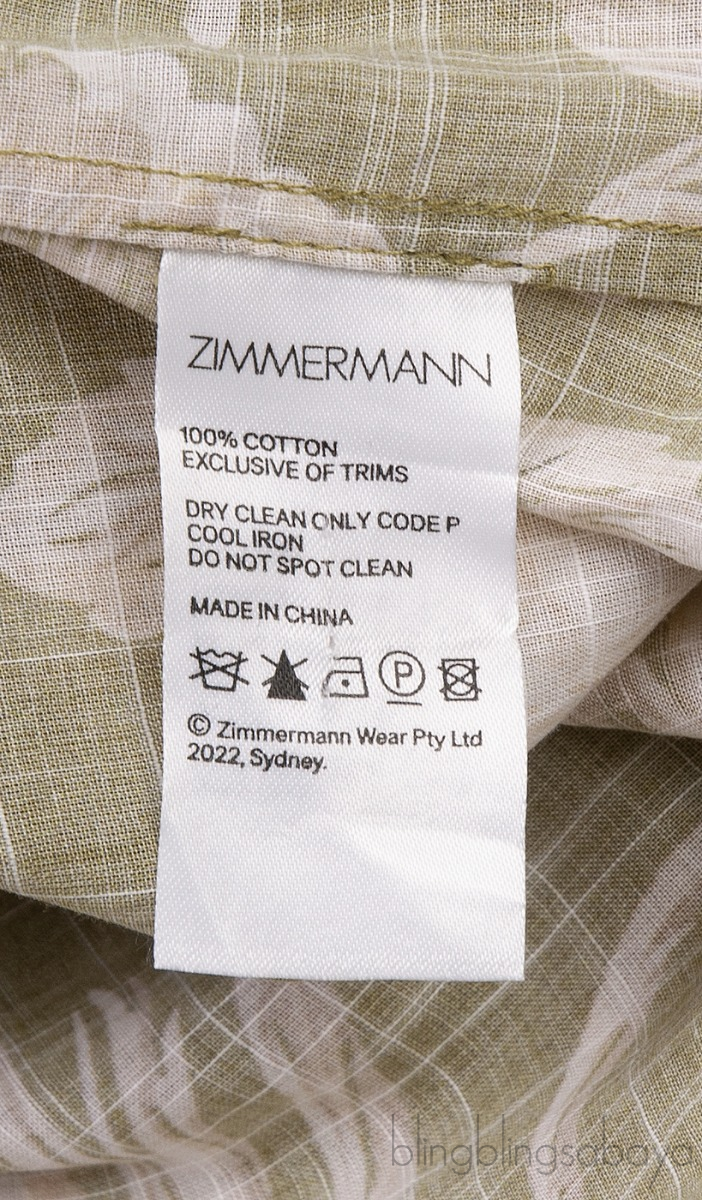 ZIMMERMANN
100% COTTON
EXCLUSIVE OF TRIMS
DRY CLEAN ONLY CODE P
COOL IRON
DO NOT SPOT CLEAN
MADE IN CHINA
P
© Zimmermann Wear Pty Ltd
2022, Sydney.
blingblingsabaya